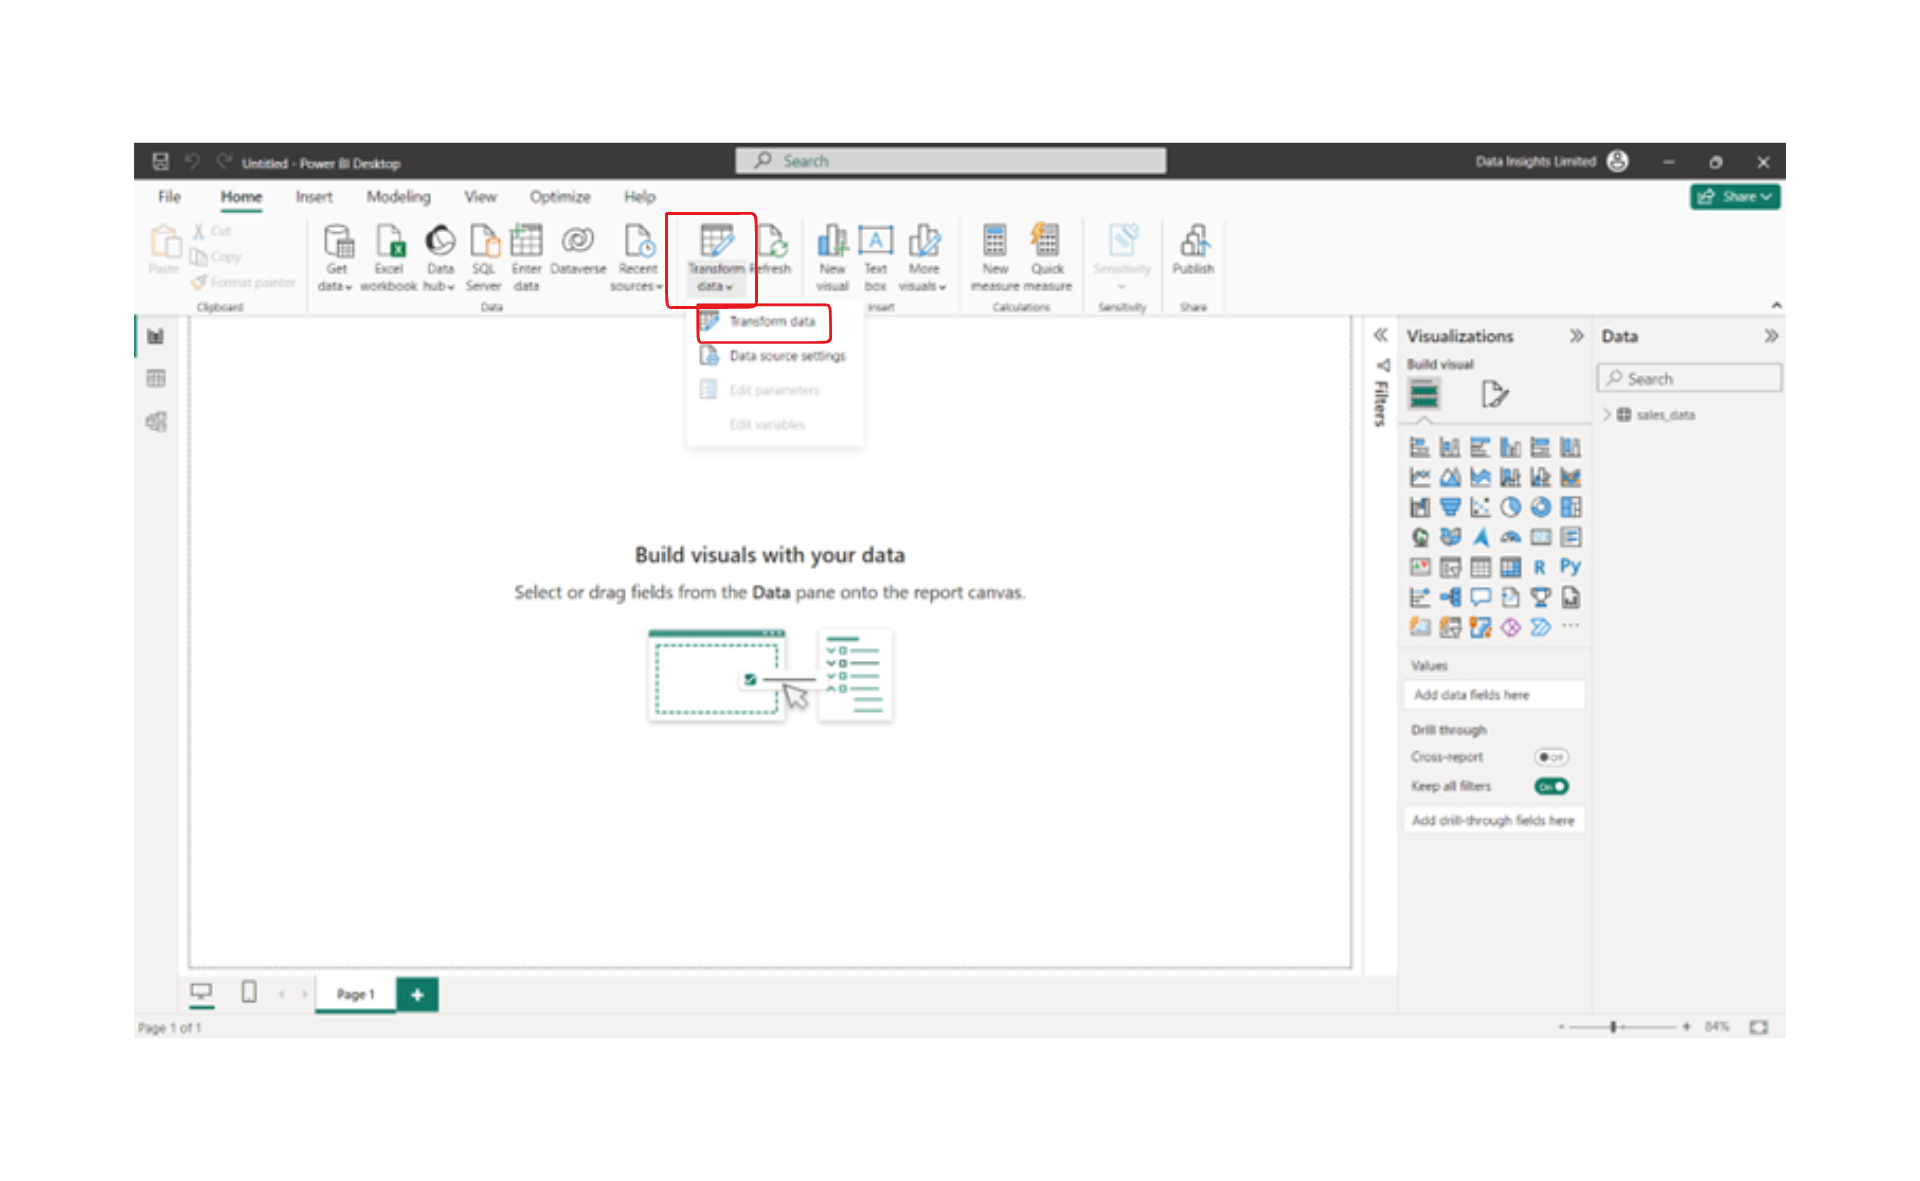 Untitled - Power BI Desktop
Search
Data Insights Limited
File Home Insert Modeling View Optimize Help
Share
Paste
Cut
Copy
Format painter
Clipboard
Get data
Excel workbook
Data hub
SQL Server
Enter data
Dataverse
Recent sources
Data
Transform data
Refresh
New visual
Text box
More visuals
Insert
New measure
Quick measure
Calculations
Sensitivity
Sensitivity
Publish
Share
Transform data
Data source settings
Edit parameters
Edit variables
Build visuals with your data
Select or drag fields from the Data pane onto the report canvas.
Filters
Visualizations
Build visual
R
Py
Values
Add data fields here
Drill through
Cross-report
Off
Keep all filters
On
Add drill-through fields here
Data
Search
sales_data
Page 1
Page 1 of 1
84%